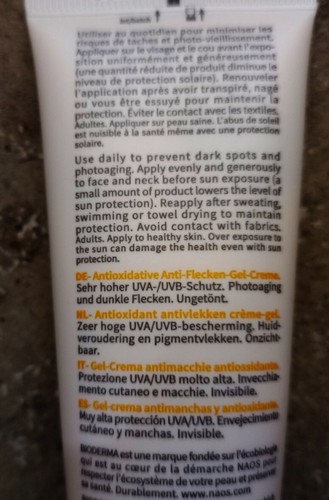 Utiliser au quotidien pour minimiser les
risques de taches et photo-vieillissement.
Appliquer sur le visage et le cou avant l'expo-
sition uniformément et généreusement
(une quantité réduite de produit diminue le
niveau de protection solaire). Renouveler
l'application après avoir transpiré, nagé
ou vous être essuyé pour maintenir la
protection. Éviter le contact avec les textiles.
Adultes. Appliquer sur peau saine. L'abus de soleil
est nuisible à la santé même avec une protection
solaire.
Use daily to prevent dark spots and
photoaging. Apply evenly and generously
to face and neck before sun exposure (a
small amount of product lowers the level of
sun protection). Reapply after sweating,
swimming or towel drying to maintain
protection. Avoid contact with fabrics.
Adults. Apply to healthy skin. Over exposure to
the sun can damage the health even with sun
protection.
DE- Antioxidative Anti-Flecken-Gel-Creme.
Sehr hoher UVA-/UVB-Schutz. Photoaging
und dunkle Flecken. Ungetönt.
NL- Antioxidant antivlekken crème-gel.
Zeer hoge UVA/UVB-bescherming. Huid-
veroudering en pigmentvlekken. Onzicht-
baar.
IT- Gel-Crema antimacchie antiossidante.
Protezione UVA/UVB molto alta. Invecchia-
mento cutaneo e macchie. Invisibile.
ES- Gel-crema antimanchas y antioxidante.
Muy alta protección UVA/UVB. Envejecimiento
cutáneo y manchas. Invisible.
BIODERMA est une marque fondée sur l'écobiologie
qui est au cœur de la démarche NAOS pour
respecter l'écosystème de votre peau et préserver
sa santé. Durablement. www.naos.com